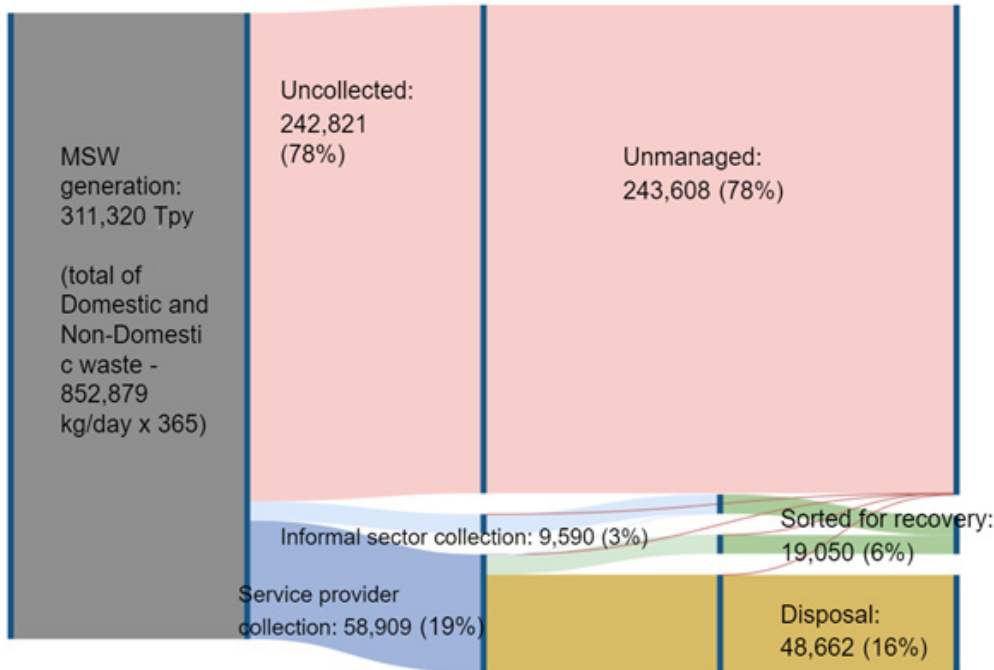 MSW
generation:
311,320 Tpy
(total of
Domestic and
Non-Domesti
c waste -
852,879
kg/day x 365)
Uncollected:
242,821
(78%)
Unmanaged:
243,608 (78%)
Informal sector collection: 9,590 (3%)
Service provider
collection: 58,909 (19%)
Sorted for recovery:
19,050 (6%)
Disposal:
48,662 (16%)